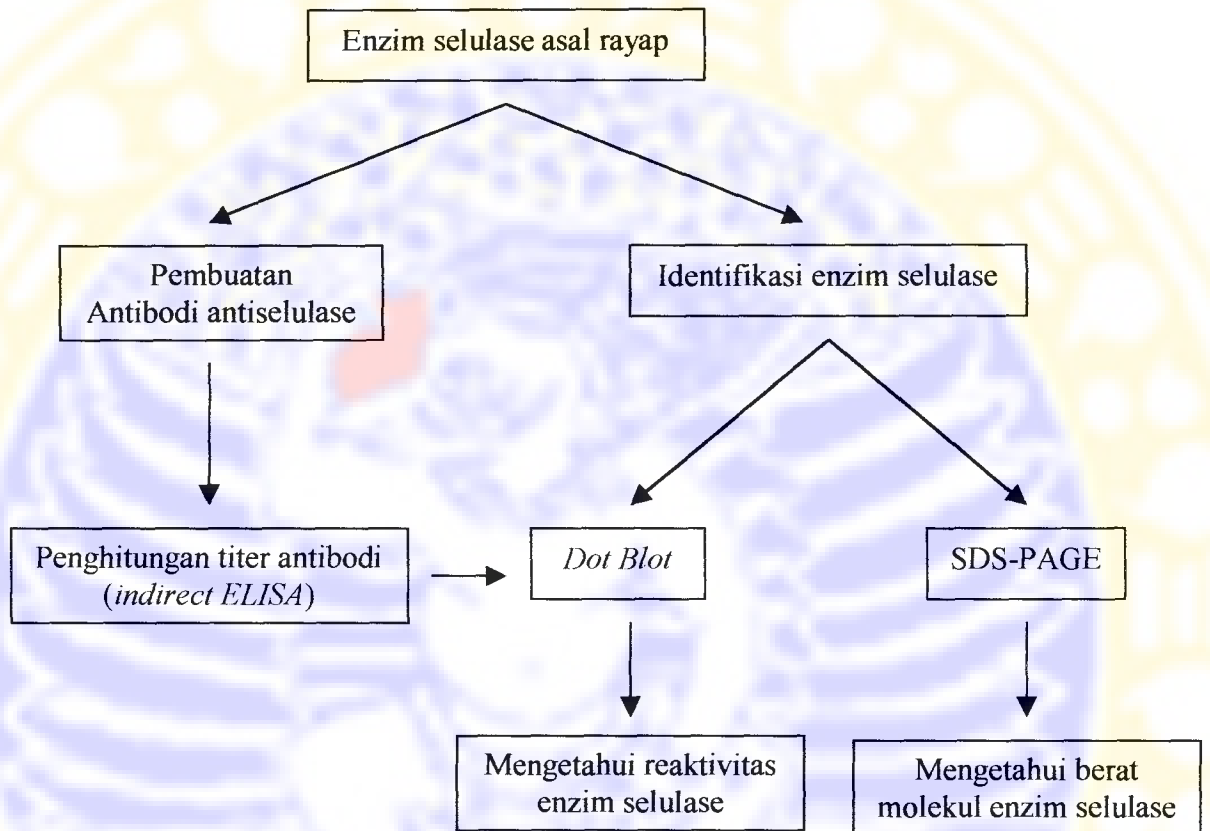 Enzim selulase asal rayap
Pembuatan
Antibodi antiselulase
Identifikasi enzim selulase
Penghitungan titer antibodi
(indirect ELISA)
Dot Blot
SDS-PAGE
Mengetahui reaktivitas
enzim selulase
Mengetahui berat
molekul enzim selulase